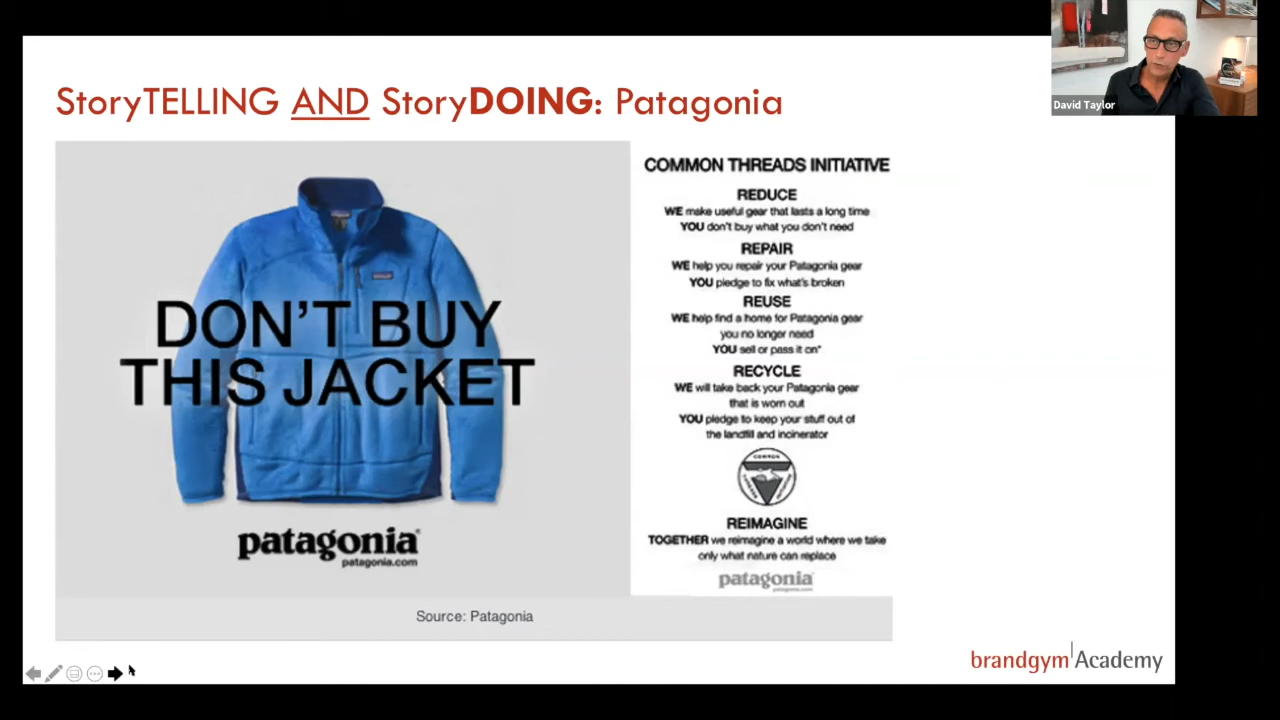 StoryTELLING AND StoryDOING: Patagonia
David Taylor
DON'T BUY
THIS JACKET
patagonia®
patagonia.com
COMMON THREADS INITIATIVE
REDUCE
WE make useful gear that lasts a long time
YOU don't buy what you don't need
REPAIR
WE help you repair your Patagonia gear
YOU pledge to fix what's broken
REUSE
WE help find a home for Patagonia gear
you no longer need
YOU sell or pass it on*
RECYCLE
WE will take back your Patagonia gear
that is worn out
YOU pledge to keep your stuff out of
the landfill and incinerator
COMMON
REIMAGINE
TOGETHER we reimagine a world where we take
only what nature can replace
patagonia
patagonia.com
Source: Patagonia
brandgym Academy